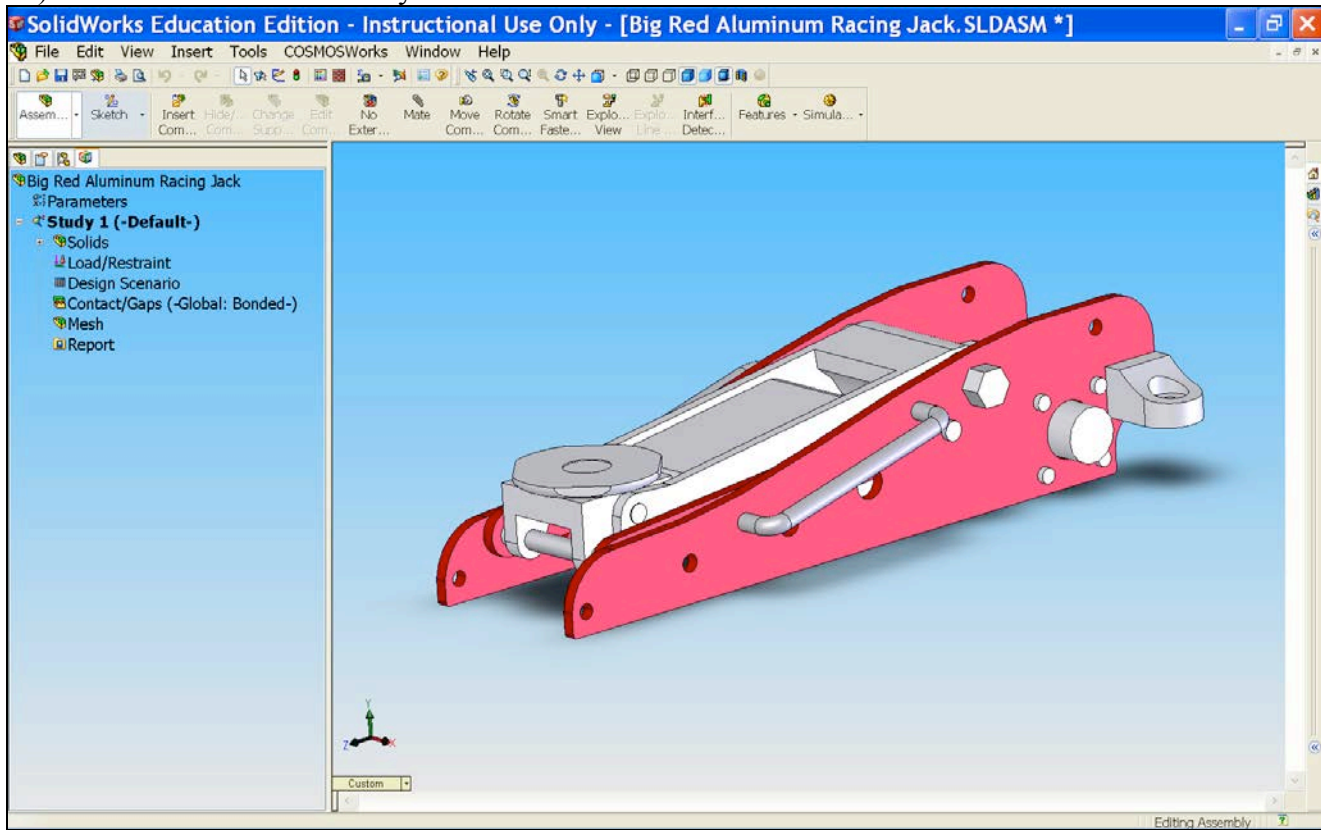 SolidWorks Education Edition - Instructional Use Only - [Big Red Aluminum Racing Jack.SLDASM *]
File Edit View Insert Tools COSMOSWorks Window Help
Assem... Sketch Insert Com... Hide/... Com... Change Supp... Edit Com... No Exter... Mate Move Com... Rotate Com... Smart Faste... Explo... View Explo... Line ... Interf... Detec... Features Simula...
Big Red Aluminum Racing Jack
Parameters
Study 1 (-Default-)
Solids
Load/Restraint
Design Scenario
Contact/Gaps (-Global: Bonded-)
Mesh
Report
Y
Z X
Custom
Editing Assembly